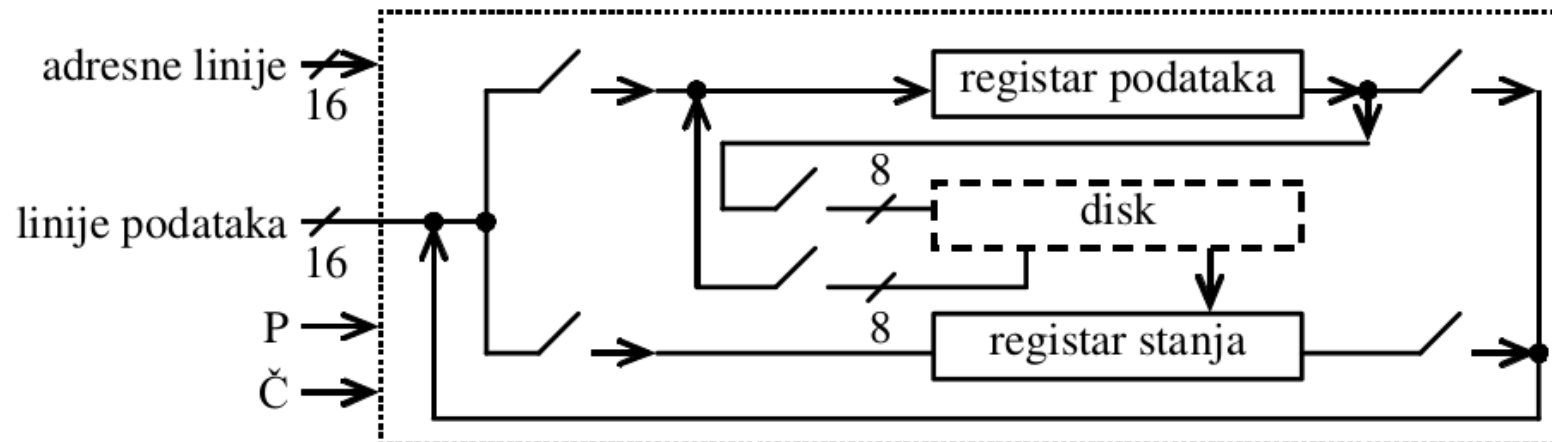 adresne linije
16
registar podataka
8
disk
linije podataka
16
8
P
registar stanja
Č